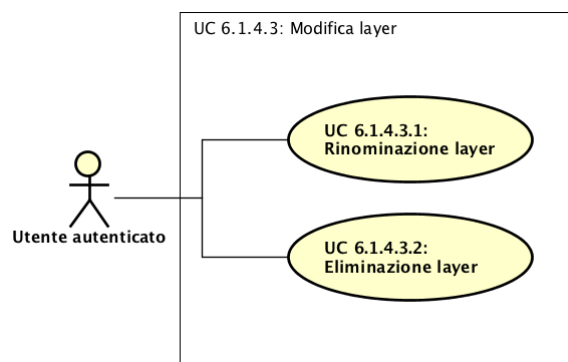 UC 6.1.4.3: Modifica layer
UC 6.1.4.3.1:
Rinominazione layer
Utente autenticato
UC 6.1.4.3.2:
Eliminazione layer